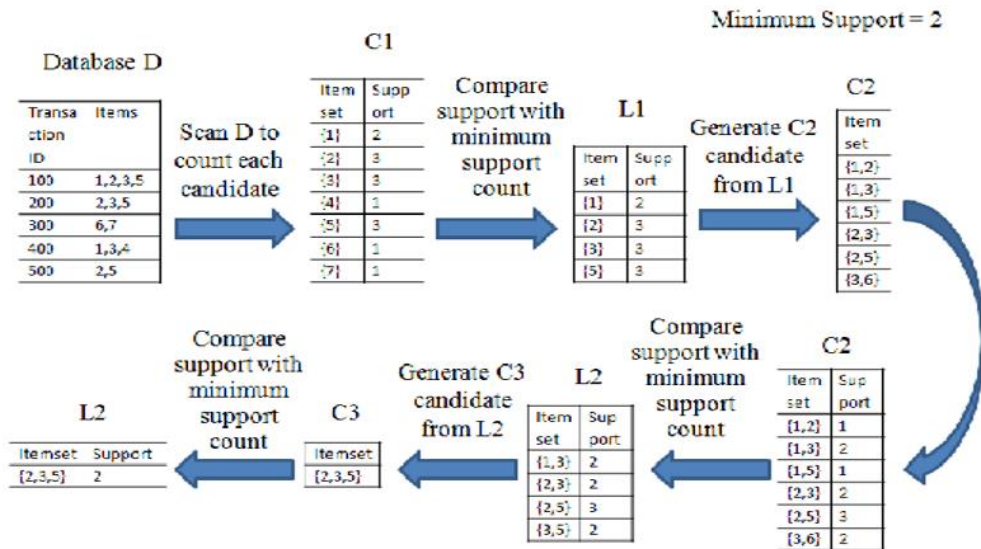 Minimum Support = 2
Database D
Transa
ction
ID
Items
100 1,2,3,5
200 2,3,5
300 6,7
400 1,3,4
500 2,5
Scan D to
count each
candidate
C1
Item
set
Supp
ort
{1} 2
{2} 3
{3} 3
{4} 1
{5} 3
{6} 1
{7} 1
Compare
support with
minimum
support
count
L1
Item
set
Supp
ort
{1} 2
{2} 3
{3} 3
{5} 3
Generate C2
candidate
from L1
C2
Item
set
{1,2}
{1,3}
{1,5}
{2,3}
{2,5}
{3,6}
C2
Item
set
Sup
port
{1,2} 1
{1,3} 2
{1,5} 1
{2,3} 2
{2,5} 3
{3,6} 2
Compare
support with
minimum
support
count
L2
Item
set
Sup
port
{1,3} 2
{2,3} 2
{2,5} 3
{3,5} 2
Generate C3
candidate
from L2
C3
Itemset
{2,3,5}
Compare
support with
minimum
support
count
L2
Itemset Support
{2,3,5} 2